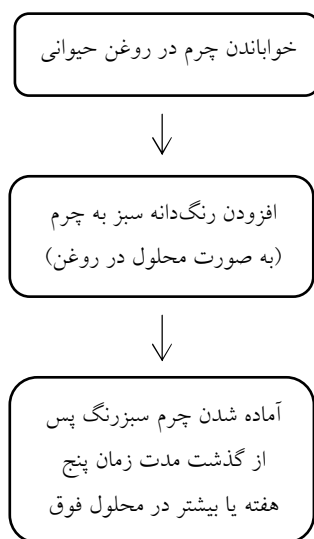 خواباندن چرم در روغن حیوانی
افزودن رنگ‌دانه سبز به چرم
(به صورت محلول در روغن)
آماده شدن چرم سبزرنگ پس
از گذشت مدت زمان پنج
هفته یا بیشتر در محلول فوق